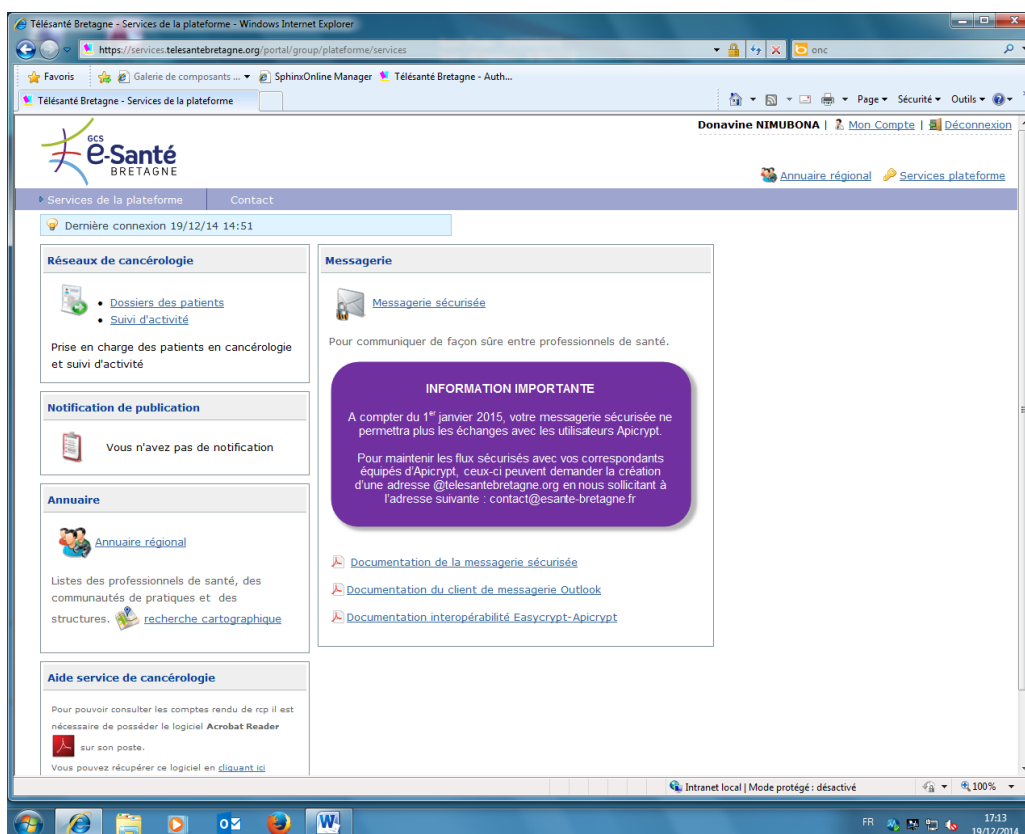 Télésanté Bretagne - Services de la plateforme - Windows Internet Explorer
https://services.telesantebretagne.org/portal/group/plateforme/services
onc
Favoris
Galerie de composants ...
SphinxOnline Manager
Télésanté Bretagne - Auth...
Télésanté Bretagne - Services de la plateforme
Page
Sécurité
Outils
Donavine NIMUBONA | Mon Compte | Déconnexion
GCS
e-Santé
BRETAGNE
Annuaire régional
Services plateforme
Services de la plateforme
Contact
Dernière connexion 19/12/14 14:51
Réseaux de cancérologie
• Dossiers des patients
• Suivi d'activité
Prise en charge des patients en cancérologie
et suivi d'activité
Notification de publication
Vous n'avez pas de notification
Annuaire
Annuaire régional
Listes des professionnels de santé, des
communautés de pratiques et des
structures. recherche cartographique
Aide service de cancérologie
Pour pouvoir consulter les comptes rendu de rcp il est
nécessaire de posséder le logiciel Acrobat Reader
sur son poste.
Vous pouvez récupérer ce logiciel en cliquant ici
Messagerie
Messagerie sécurisée
Pour communiquer de façon sûre entre professionnels de santé.
INFORMATION IMPORTANTE
A compter du 1er janvier 2015, votre messagerie sécurisée ne
permettra plus les échanges avec les utilisateurs Apicrypt.
Pour maintenir les flux sécurisés avec vos correspondants
équipés d'Apicrypt, ceux-ci peuvent demander la création
d'une adresse @telesantebretagne.org en nous sollicitant à
l'adresse suivante : contact@esante-bretagne.fr
Documentation de la messagerie sécurisée
Documentation du client de messagerie Outlook
Documentation interopérabilité Easycrypt-Apicrypt
Intranet local | Mode protégé : désactivé
100%
FR
17:13
19/12/2014